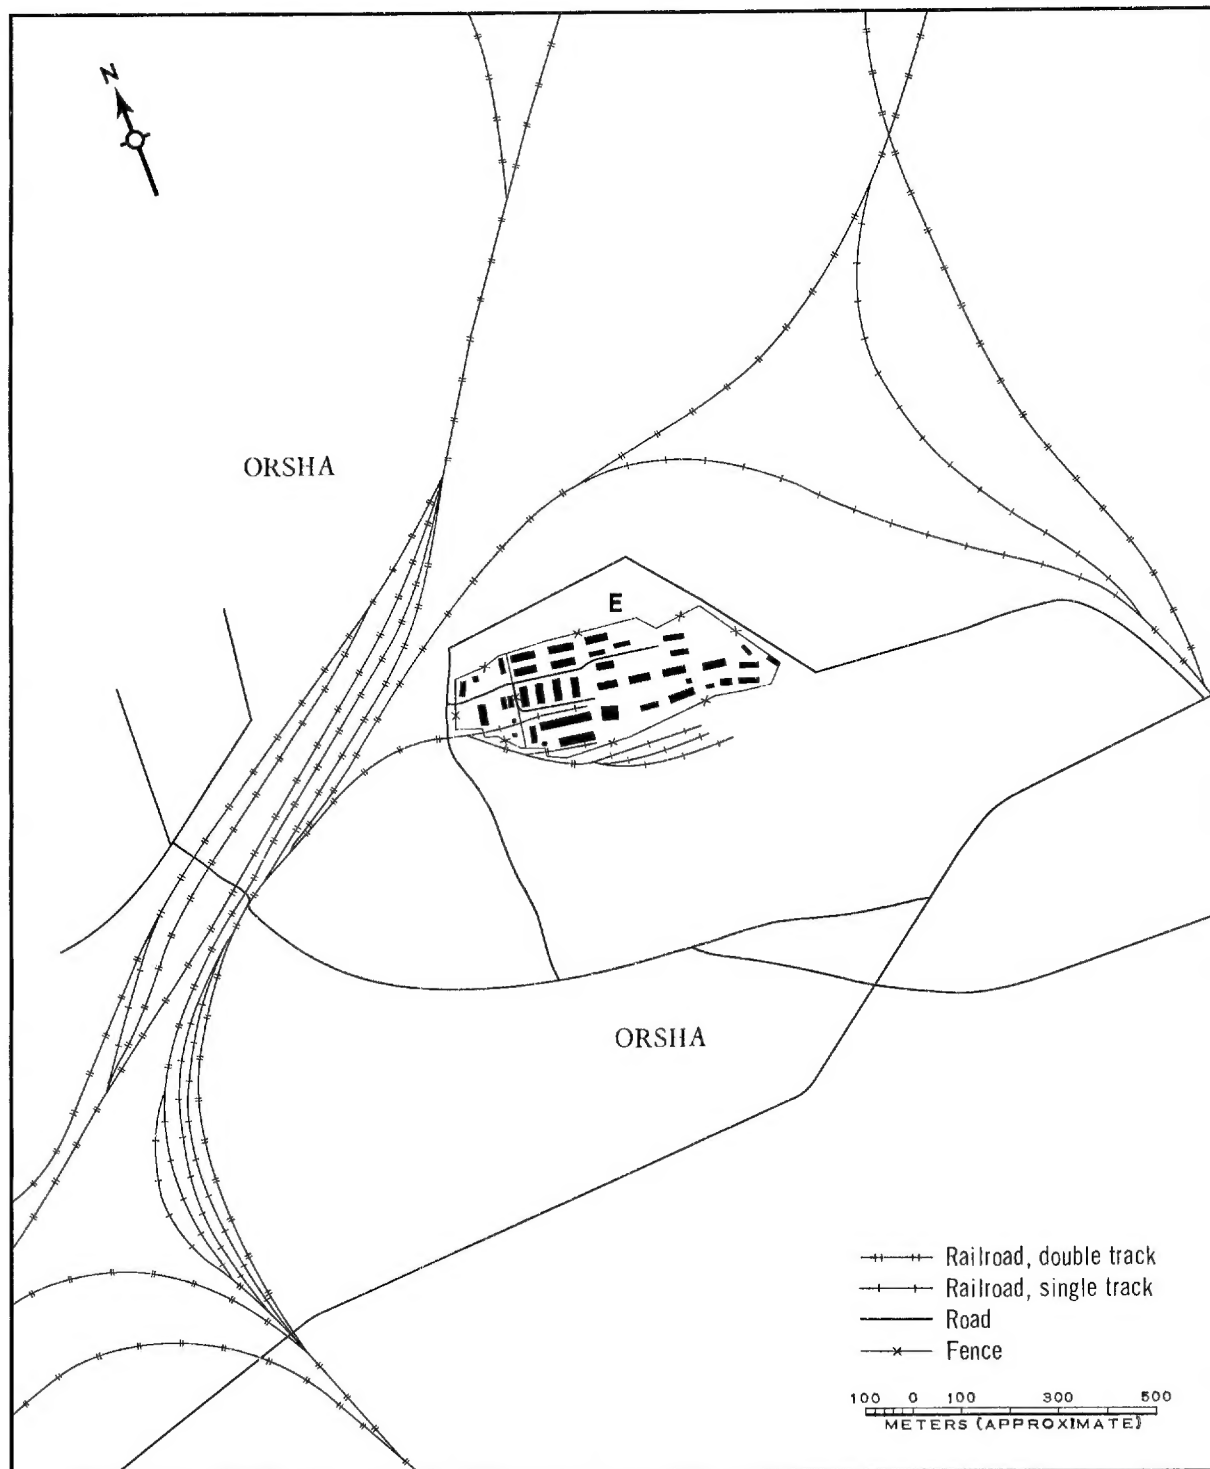 N
ORSHA
E
ORSHA
Railroad, double track
Railroad, single track
Road
Fence
100 0 100 300 500
METERS (APPROXIMATE)